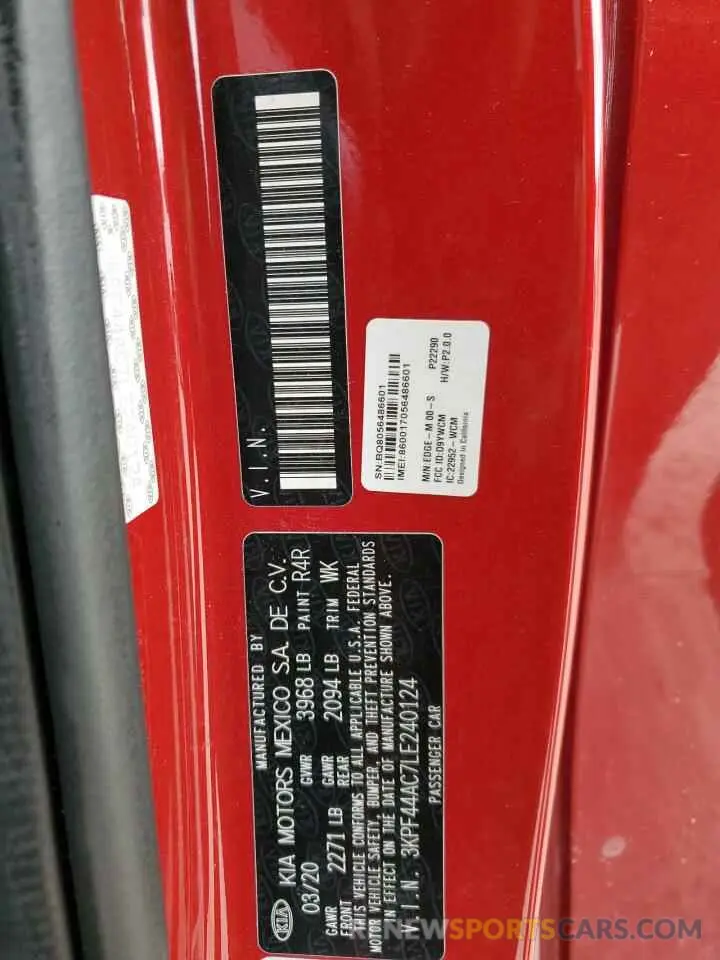 V.I.N.
SN:BQ8056486601
IMEI:860017056486601
M/N:EDGE-M 00-S P22290
FCC ID:D9YWCM H/W:P2.0.0
IC:22952-WCM
Designed in California
MANUFACTURED BY
KIA KIA MOTORS MEXICO S.A. DE C.V.
03/20 GVWR 3968 LB PAINT R4R
GAWR FRONT 2271 LB GAWR REAR 2094 LB TRIM WK
THIS VEHICLE CONFORMS TO ALL APPLICABLE U.S.A. FEDERAL
MOTOR VEHICLE SAFETY, BUMPER, AND THEFT PREVENTION STANDARDS
IN EFFECT ON THE DATE OF MANUFACTURE SHOWN ABOVE.
V.I.N. 3KPF44AC7LE240124
PASSENGER CAR
RENEWSPORTSCARS.COM